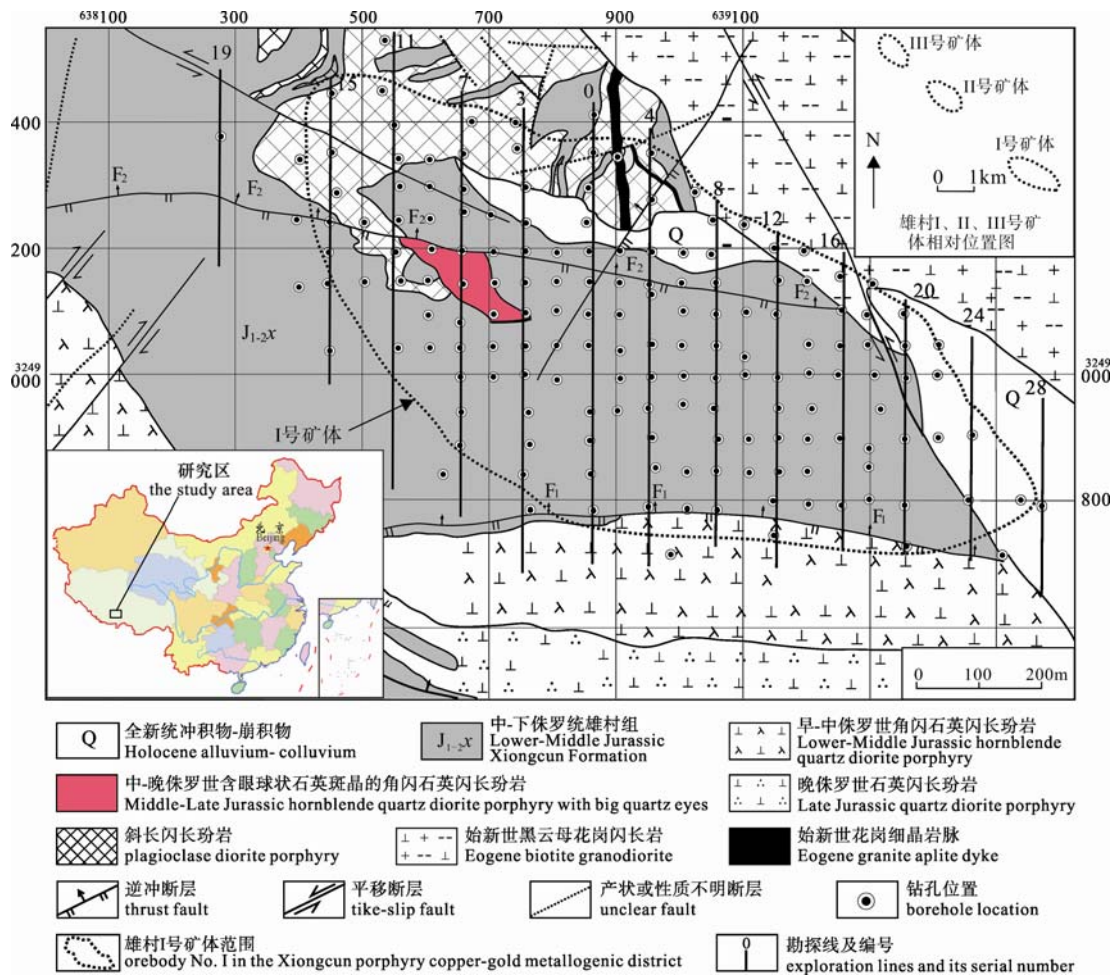 638100
300
500
700
900
639100
400
200
3249000
3249000
800
19
15
11
7
3
0
4
8
12
16
20
24
28
III号矿体
II号矿体
I号矿体
N
0 1km
雄村I、II、III号矿
体相对位置图
F2
F2
F2
F2
F2
Q
Q
J1-2x
I号矿体
F1
F1
F1
研究区
the study area
北 京
Beijing
0 100 200m
Q
全新统冲积物-崩积物
Holocene alluvium- colluvium
J1-2x
中-下侏罗统雄村组
Lower-Middle Jurassic
Xiongcun Formation
早-中侏罗世角闪石英闪长玢岩
Lower-Middle Jurassic hornblende
quartz diorite porphyry
中-晚侏罗世含眼球状石英斑晶的角闪石英闪长玢岩
Middle-Late Jurassic hornblende quartz diorite porphyry with big quartz eyes
晚侏罗世石英闪长玢岩
Late Jurassic quartz diorite porphyry
斜长闪长玢岩
plagioclase diorite porphyry
始新世黑云母花岗闪长岩
Eogene biotite granodiorite
始新世花岗细晶岩脉
Eogene granite aplite dyke
逆冲断层
thrust fault
平移断层
tike-slip fault
产状或性质不明断层
unclear fault
钻孔位置
borehole location
雄村I号矿体范围
orebody No. I in the Xiongcun porphyry copper-gold metallogenic district
0
勘探线及编号
exploration lines and its serial number